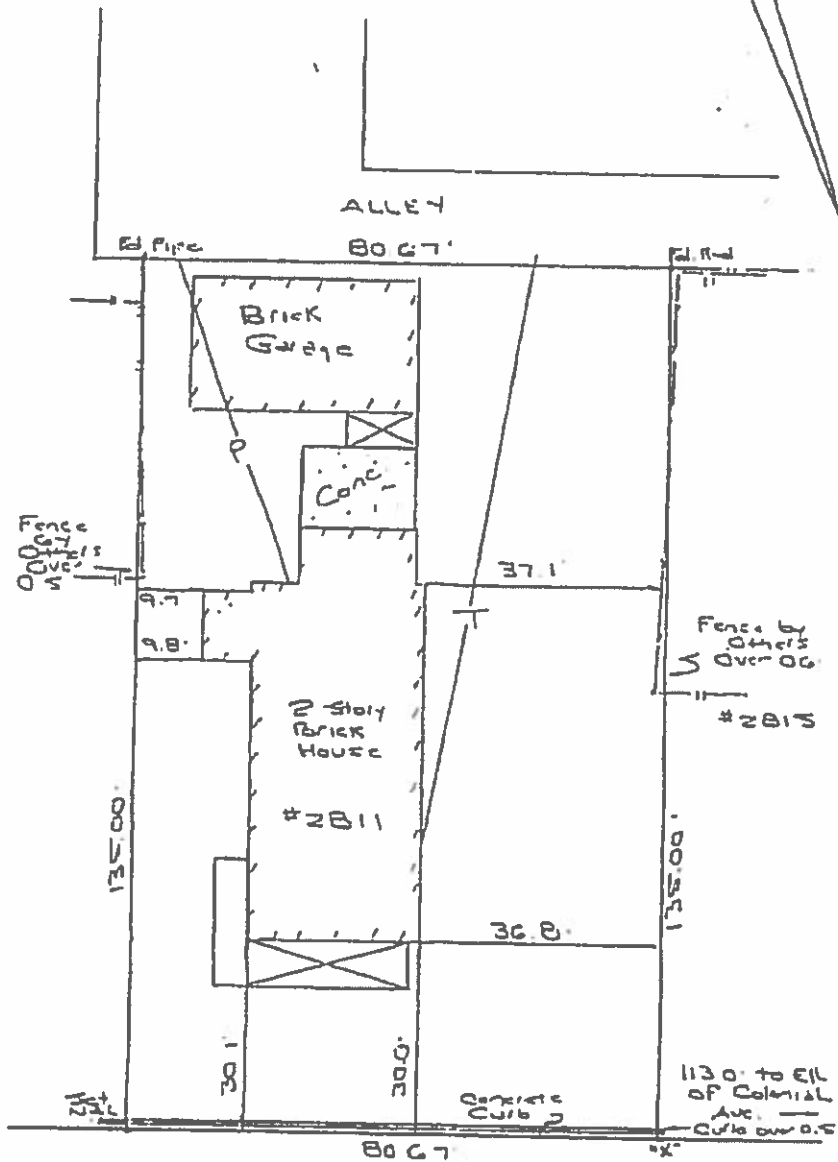 ALLEY
80.67'
Fd. Pipe
Fd. Rod
Brick
Garage
P
Conc
Fence
By
Others
Over
0.5
9.7
9.8
37.1
T
Fence by
Others
Over 0.6
#2815
2-Story
Brick
House
#2811
135.00'
135.00'
36.8
30.1
30.0
Set
Nail
Concrete
Curb
113.0' to E/L
of Colonial
Ave.
Curb over 0.5
80.67
"X"